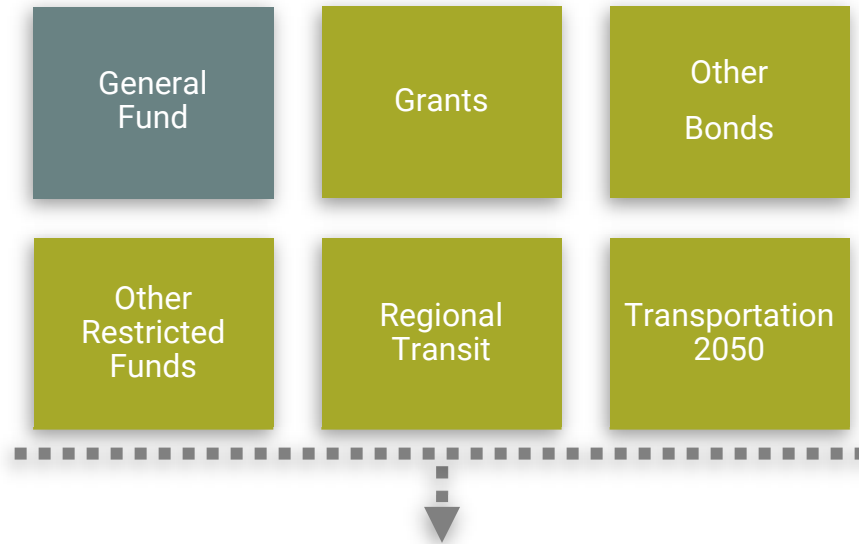 General
Fund
Grants
Other
Bonds
Other
Restricted
Funds
Regional
Transit
Transportation
2050